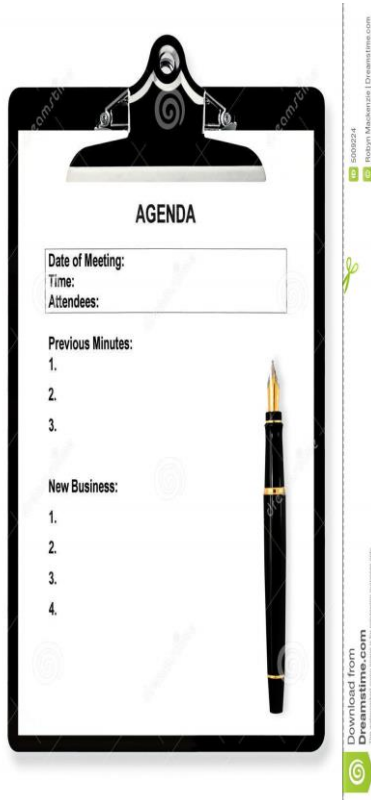 AGENDA
Date of Meeting:
Time:
Attendees:
Previous Minutes:
1.
2.
3.
New Business:
1.
2.
3.
4.
ID 5009224
© Robyn Mackenzie | Dreamstime.com
Download from
Dreamstime.com